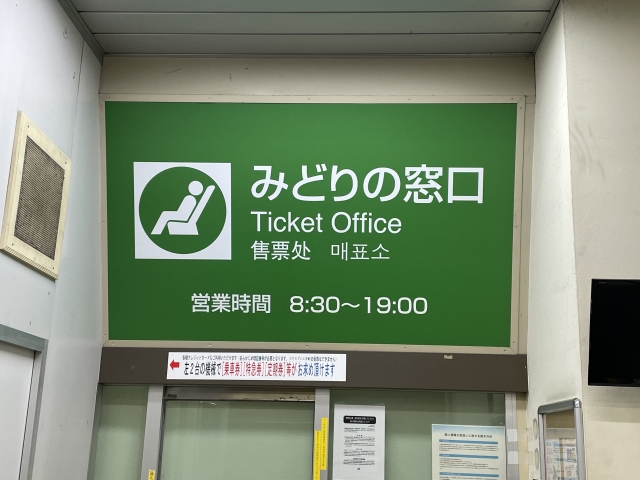 みどりの窓口
Ticket Office
售票处 매표소
営業時間 8:30～19:00
左2台の機械で[乗車券][特急券][定期券]等がお求め頂けます